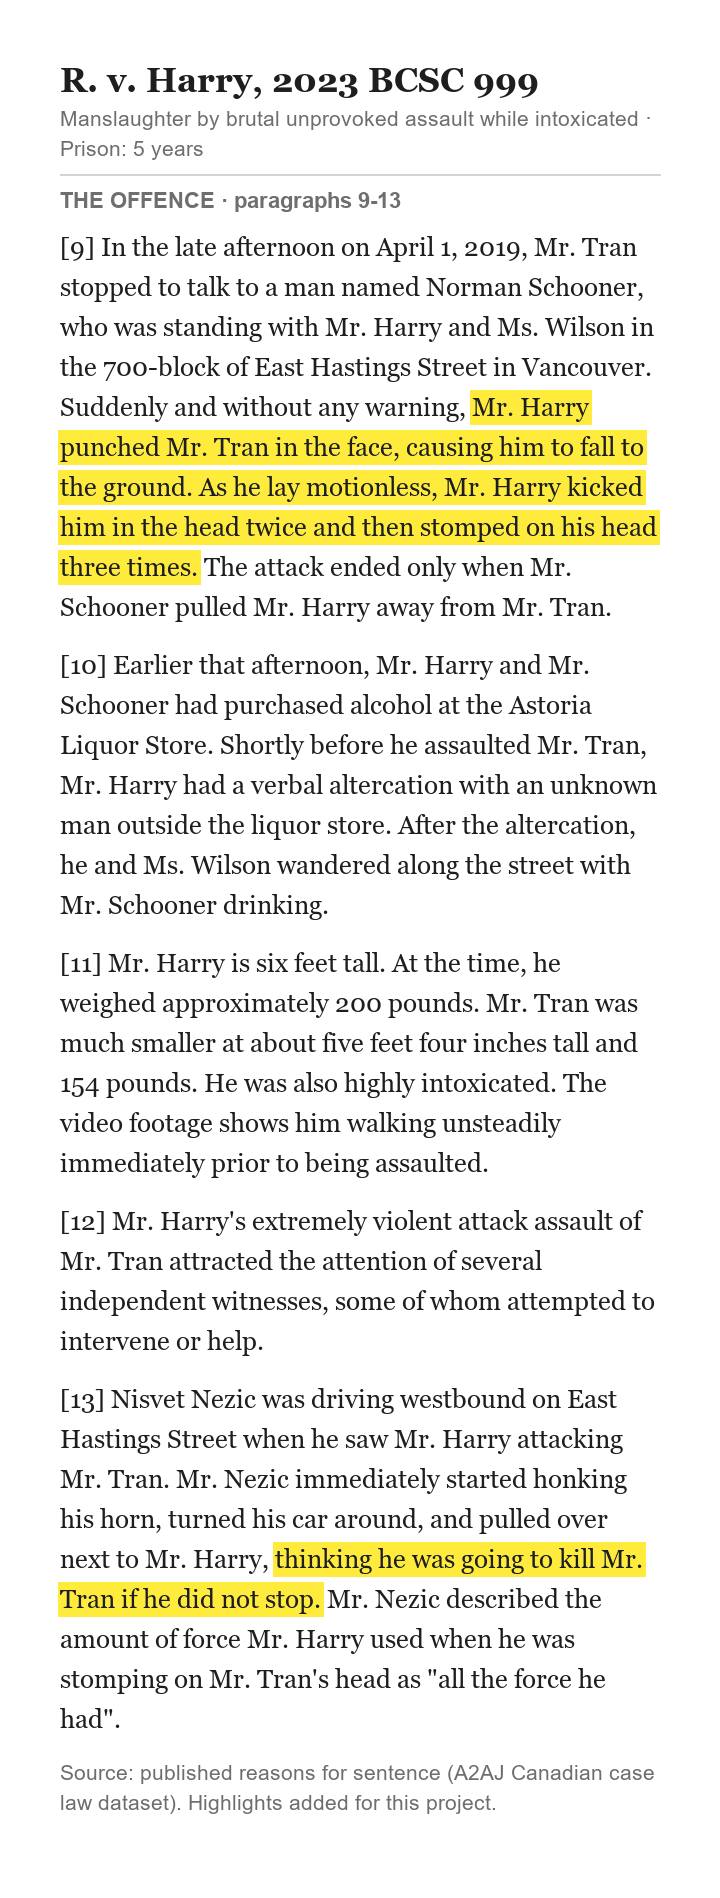 R. v. Harry, 2023 BCSC 999
Manslaughter by brutal unprovoked assault while intoxicated ·
Prison: 5 years
THE OFFENCE · paragraphs 9-13
[9] In the late afternoon on April 1, 2019, Mr. Tran
stopped to talk to a man named Norman Schooner,
who was standing with Mr. Harry and Ms. Wilson in
the 700-block of East Hastings Street in Vancouver.
Suddenly and without any warning, Mr. Harry
punched Mr. Tran in the face, causing him to fall to
the ground. As he lay motionless, Mr. Harry kicked
him in the head twice and then stomped on his head
three times. The attack ended only when Mr.
Schooner pulled Mr. Harry away from Mr. Tran.
[10] Earlier that afternoon, Mr. Harry and Mr.
Schooner had purchased alcohol at the Astoria
Liquor Store. Shortly before he assaulted Mr. Tran,
Mr. Harry had a verbal altercation with an unknown
man outside the liquor store. After the altercation,
he and Ms. Wilson wandered along the street with
Mr. Schooner drinking.
[11] Mr. Harry is six feet tall. At the time, he
weighed approximately 200 pounds. Mr. Tran was
much smaller at about five feet four inches tall and
154 pounds. He was also highly intoxicated. The
video footage shows him walking unsteadily
immediately prior to being assaulted.
[12] Mr. Harry's extremely violent attack assault of
Mr. Tran attracted the attention of several
independent witnesses, some of whom attempted to
intervene or help.
[13] Nisvet Nezic was driving westbound on East
Hastings Street when he saw Mr. Harry attacking
Mr. Tran. Mr. Nezic immediately started honking
his horn, turned his car around, and pulled over
next to Mr. Harry, thinking he was going to kill Mr.
Tran if he did not stop. Mr. Nezic described the
amount of force Mr. Harry used when he was
stomping on Mr. Tran's head as "all the force he
had".
Source: published reasons for sentence (A2AJ Canadian case
law dataset). Highlights added for this project.